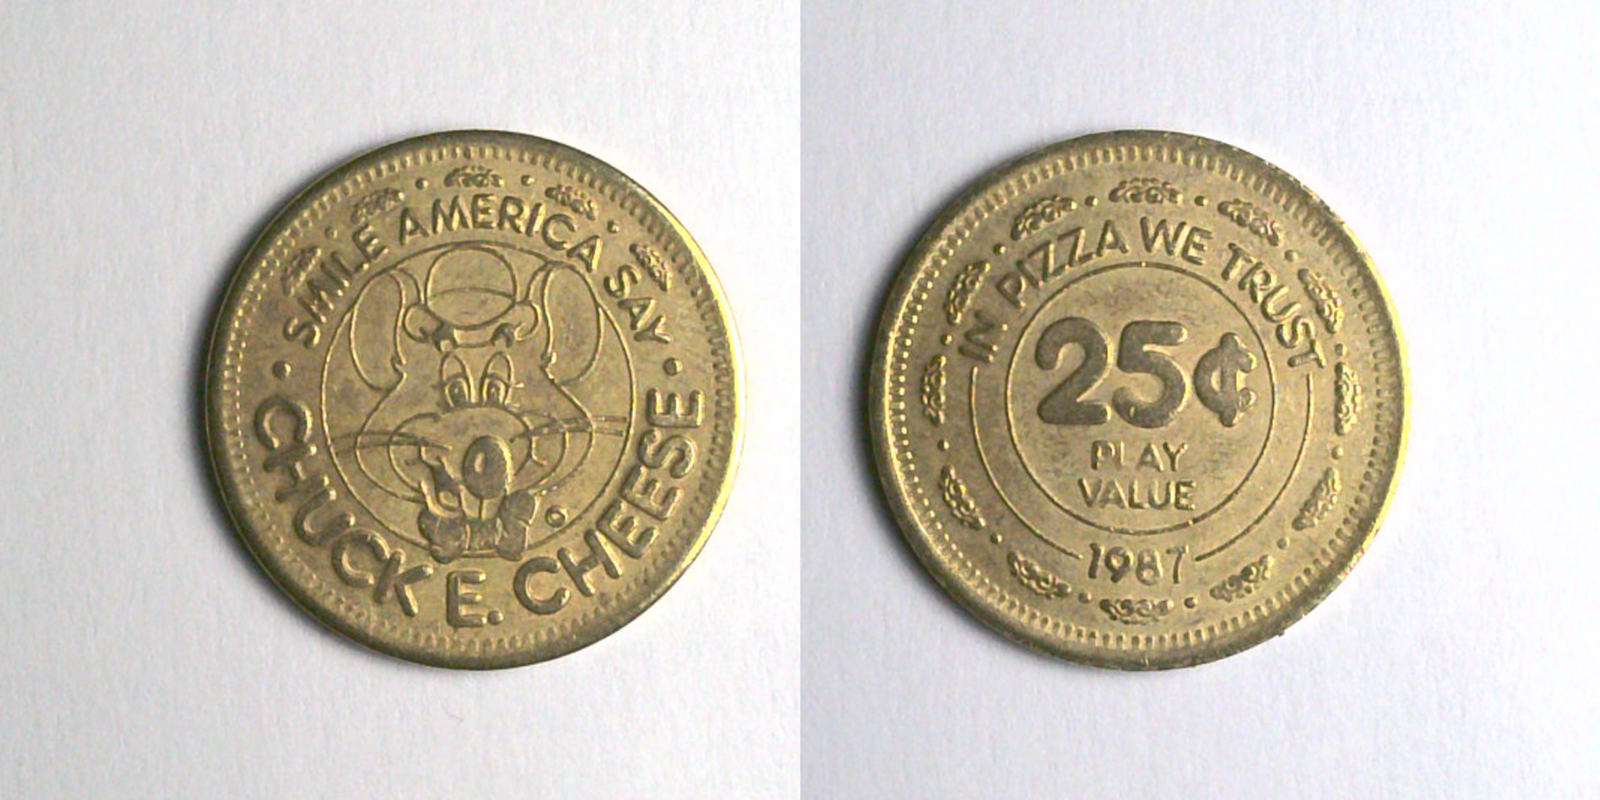 SMILE AMERICA SAY
CHUCK E. CHEESE
IN PIZZA WE TRUST
25¢
PLAY
VALUE
1987